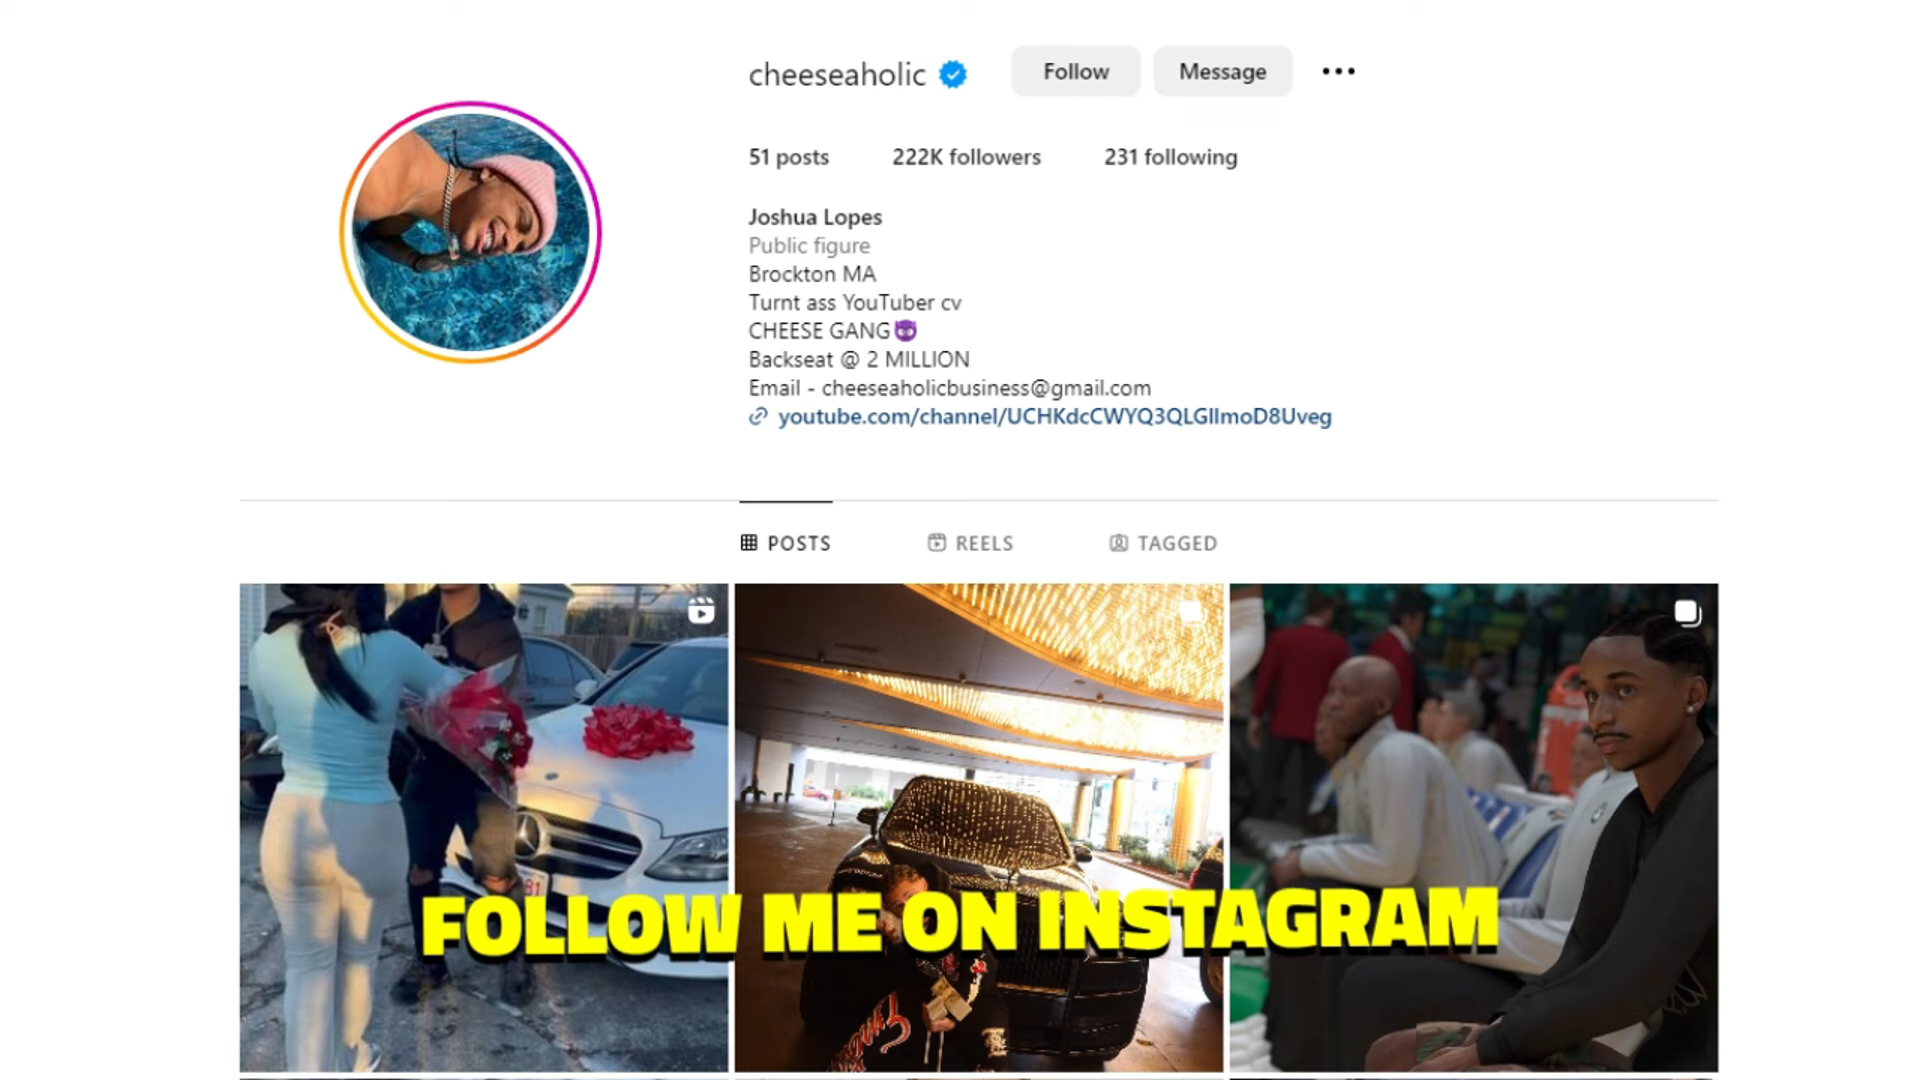 cheeseaholic
Follow
Message
51 posts
222K followers
231 following
Joshua Lopes
Public figure
Brockton MA
Turnt ass YouTuber cv
CHEESE GANG😈
Backseat @ 2 MILLION
Email - cheeseaholicbusiness@gmail.com
youtube.com/channel/UCHKdcCWYQ3QLGIlmoD8Uveg
POSTS
REELS
TAGGED
FOLLOW ME ON INSTAGRAM